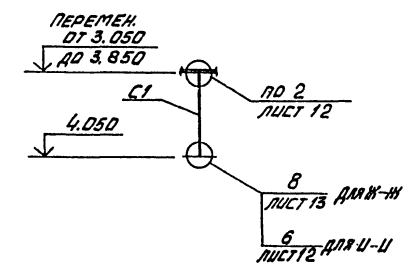 ПЕРЕМЕН.
ОТ 3.050
ДО 3.850
С1
ПО 2
ЛИСТ 12
4.050
8
ЛИСТ 13
ДЛЯ Ж-Ж
6
ЛИСТ 12
ДЛЯ И-И